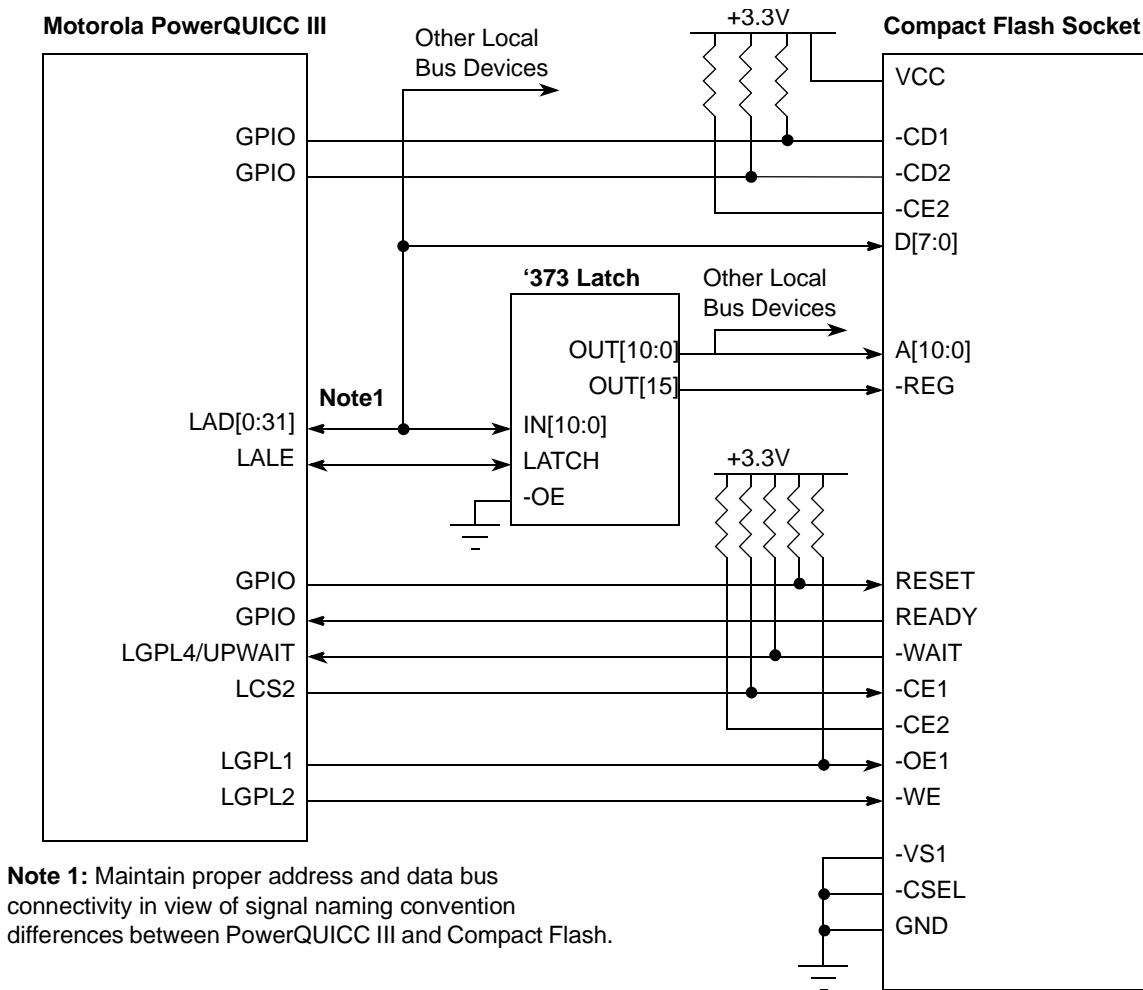 Motorola PowerQUICC III
Other Local
Bus Devices
+3.3V
Compact Flash Socket
VCC
GPIO
-CD1
GPIO
-CD2
-CE2
D[7:0]
‘373 Latch
Other Local
Bus Devices
OUT[10:0]
A[10:0]
OUT[15]
-REG
Note1
LAD[0:31]
IN[10:0]
LALE
LATCH
+3.3V
-OE
GPIO
RESET
GPIO
READY
LGPL4/UPWAIT
-WAIT
LCS2
-CE1
-CE2
LGPL1
-OE1
LGPL2
-WE
-VS1
-CSEL
GND
Note 1: Maintain proper address and data bus
connectivity in view of signal naming convention
differences between PowerQUICC III and Compact Flash.